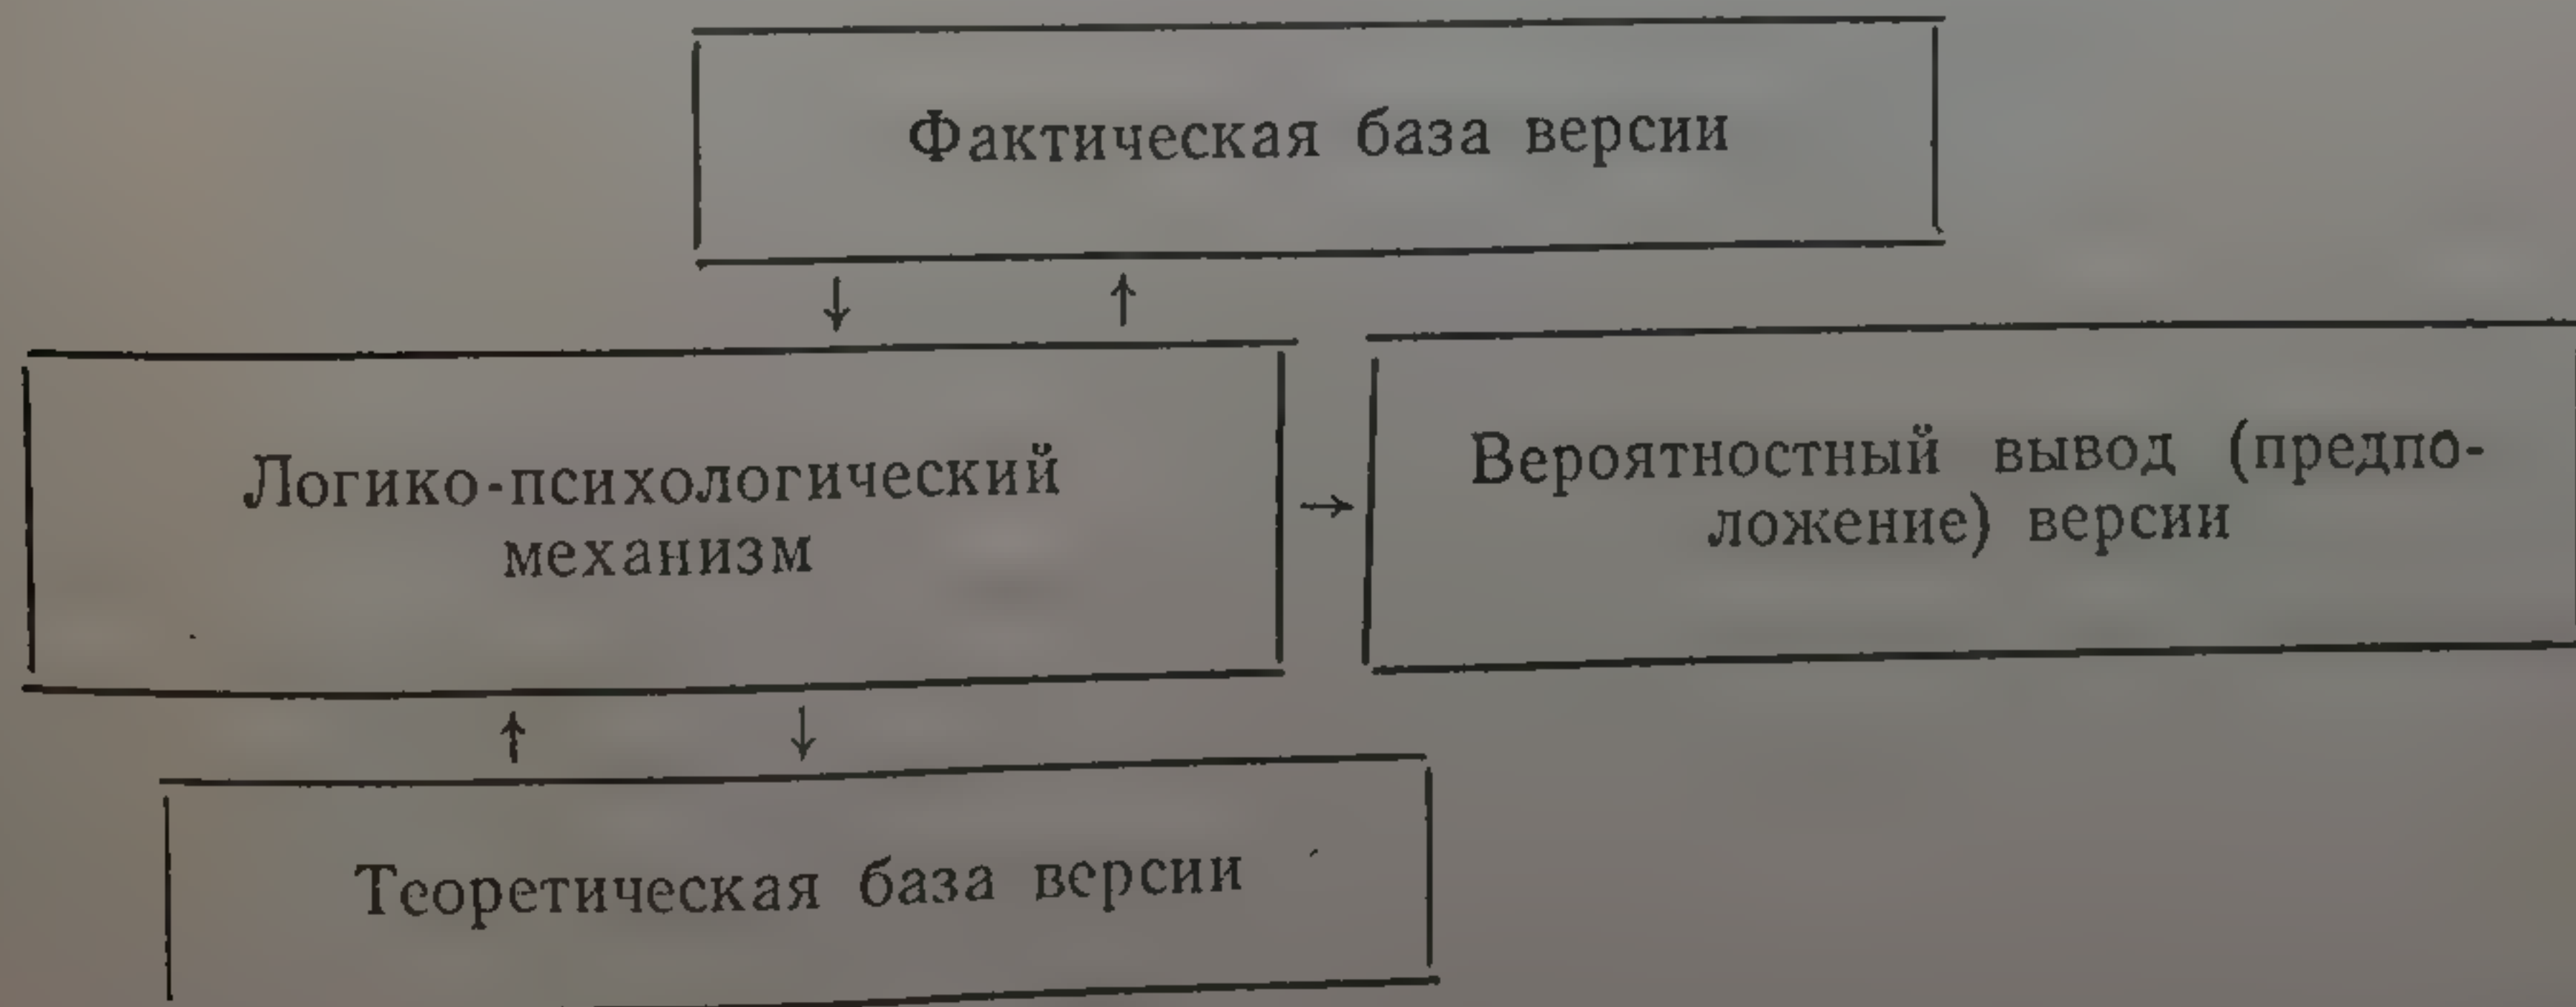 Фактическая база версии
Логико-психологический
механизм
Вероятностный вывод (предпо-
ложение) версии
Теоретическая база версии